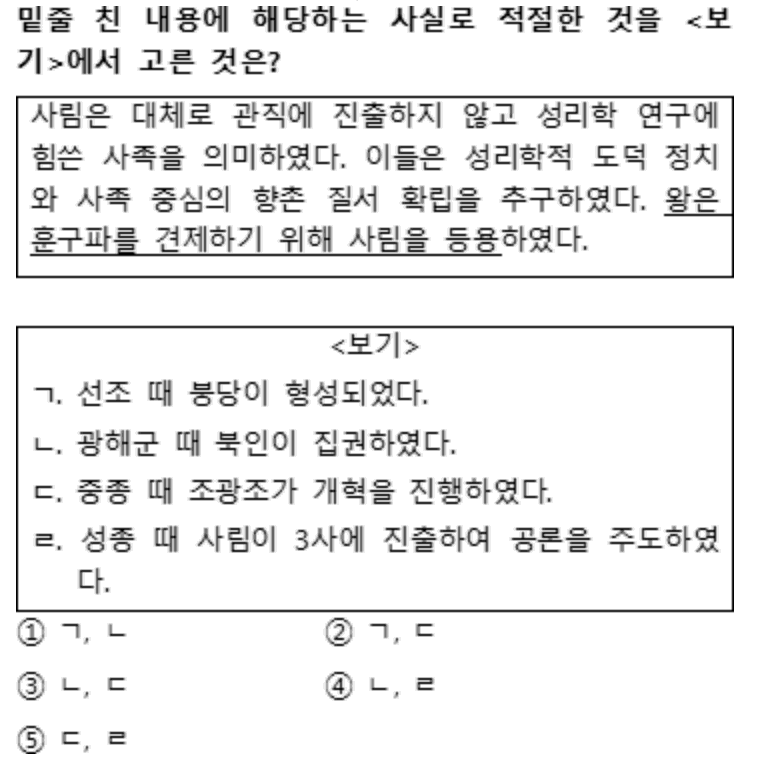 밑줄 친 내용에 해당하는 사실로 적절한 것을 <보
기>에서 고른 것은?
사림은 대체로 관직에 진출하지 않고 성리학 연구에
힘쓴 사족을 의미하였다. 이들은 성리학적 도덕 정치
와 사족 중심의 향촌 질서 확립을 추구하였다. 왕은
훈구파를 견제하기 위해 사림을 등용하였다.
<보기>
ㄱ. 선조 때 붕당이 형성되었다.
ㄴ. 광해군 때 북인이 집권하였다.
ㄷ. 중종 때 조광조가 개혁을 진행하였다.
ㄹ. 성종 때 사림이 3사에 진출하여 공론을 주도하였
다.
① ㄱ, ㄴ ② ㄱ, ㄷ
③ ㄴ, ㄷ ④ ㄴ, ㄹ
⑤ ㄷ, ㄹ